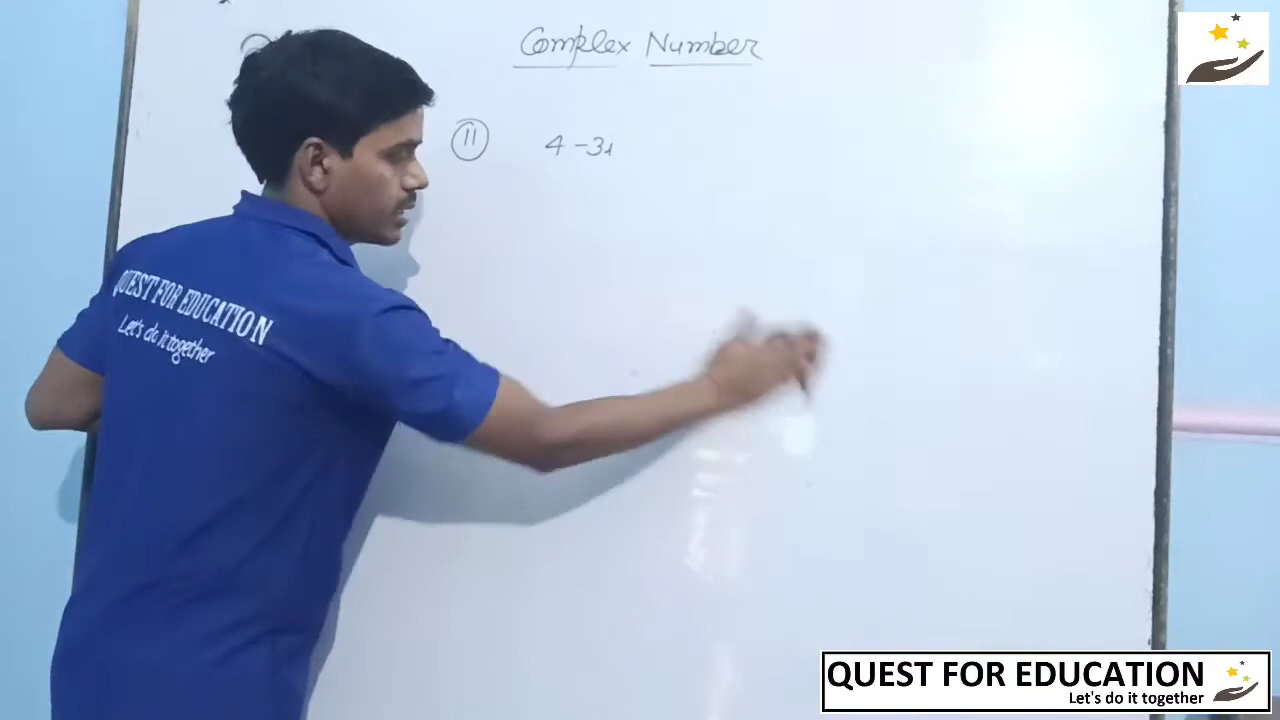 Complex Number
11 4 - 3i
QUEST FOR EDUCATION
Let's do it together
QUEST FOR EDUCATION
Let's do it together